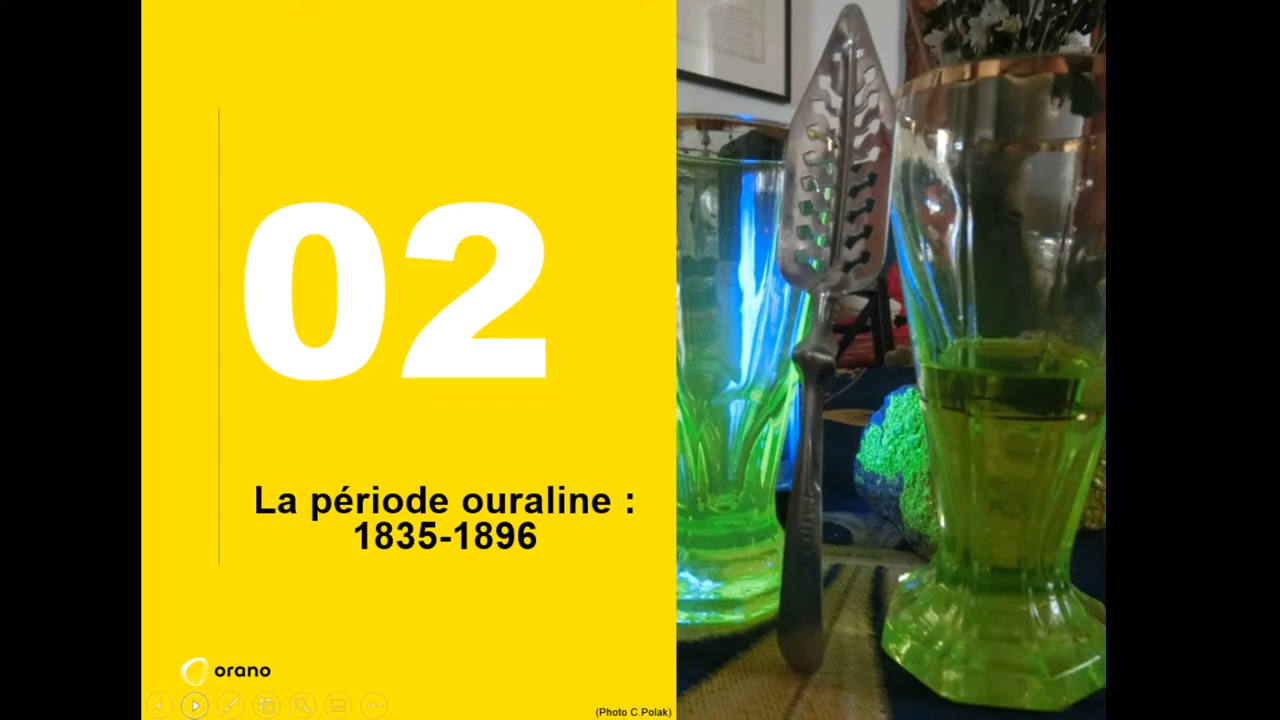 02
La période ouraline :
1835-1896
orano
(Photo C.Polak)